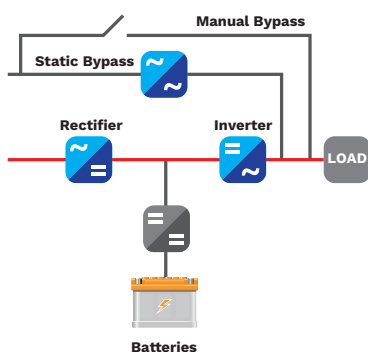 Manual Bypass
Static Bypass
Rectifier
Inverter
LOAD
Batteries